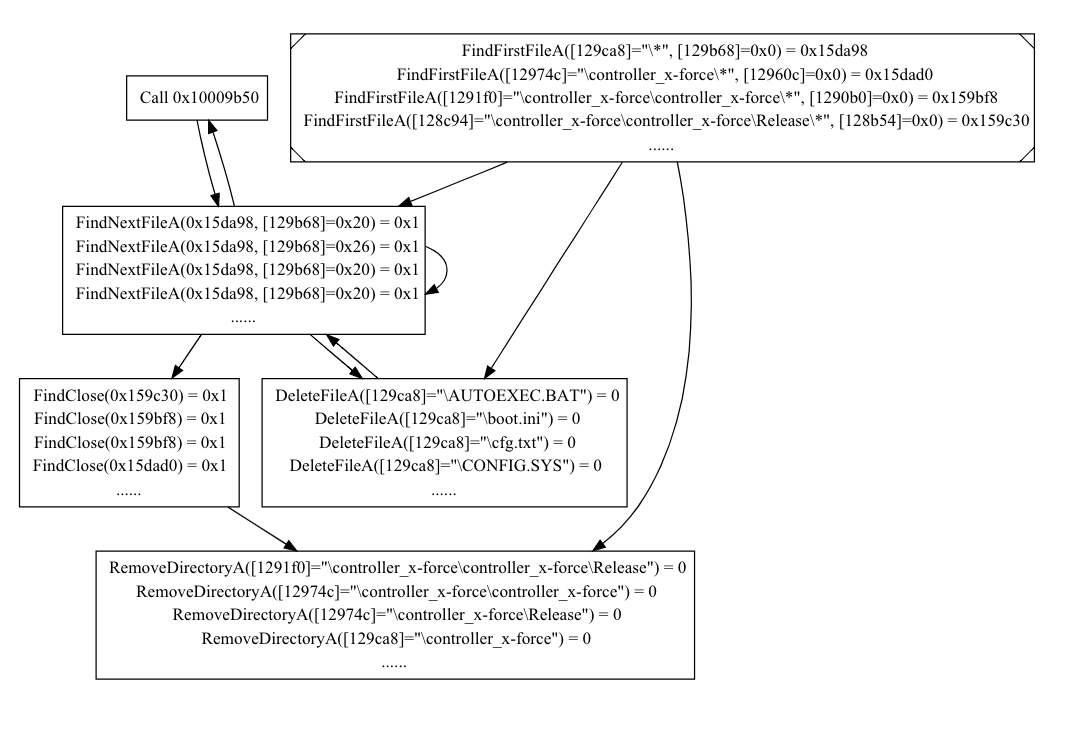 FindFirstFileA([129ca8]="\*", [129b68]=0x0) = 0x15da98
FindFirstFileA([12974c]="\controller_x-force\*", [12960c]=0x0) = 0x15dad0
FindFirstFileA([1291f0]="\controller_x-force\controller_x-force\*", [1290b0]=0x0) = 0x159bf8
FindFirstFileA([128c94]="\controller_x-force\controller_x-force\Release\*", [128b54]=0x0) = 0x159c30
......
Call 0x10009b50
FindNextFileA(0x15da98, [129b68]=0x20) = 0x1
FindNextFileA(0x15da98, [129b68]=0x26) = 0x1
FindNextFileA(0x15da98, [129b68]=0x20) = 0x1
FindNextFileA(0x15da98, [129b68]=0x20) = 0x1
......
FindClose(0x159c30) = 0x1
FindClose(0x159bf8) = 0x1
FindClose(0x159bf8) = 0x1
FindClose(0x15dad0) = 0x1
......
DeleteFileA([129ca8]="\AUTOEXEC.BAT") = 0
DeleteFileA([129ca8]="\boot.ini") = 0
DeleteFileA([129ca8]="\cfg.txt") = 0
DeleteFileA([129ca8]="\CONFIG.SYS") = 0
......
RemoveDirectoryA([1291f0]="\controller_x-force\controller_x-force\Release") = 0
RemoveDirectoryA([12974c]="\controller_x-force\controller_x-force") = 0
RemoveDirectoryA([12974c]="\controller_x-force\Release") = 0
RemoveDirectoryA([129ca8]="\controller_x-force") = 0
......